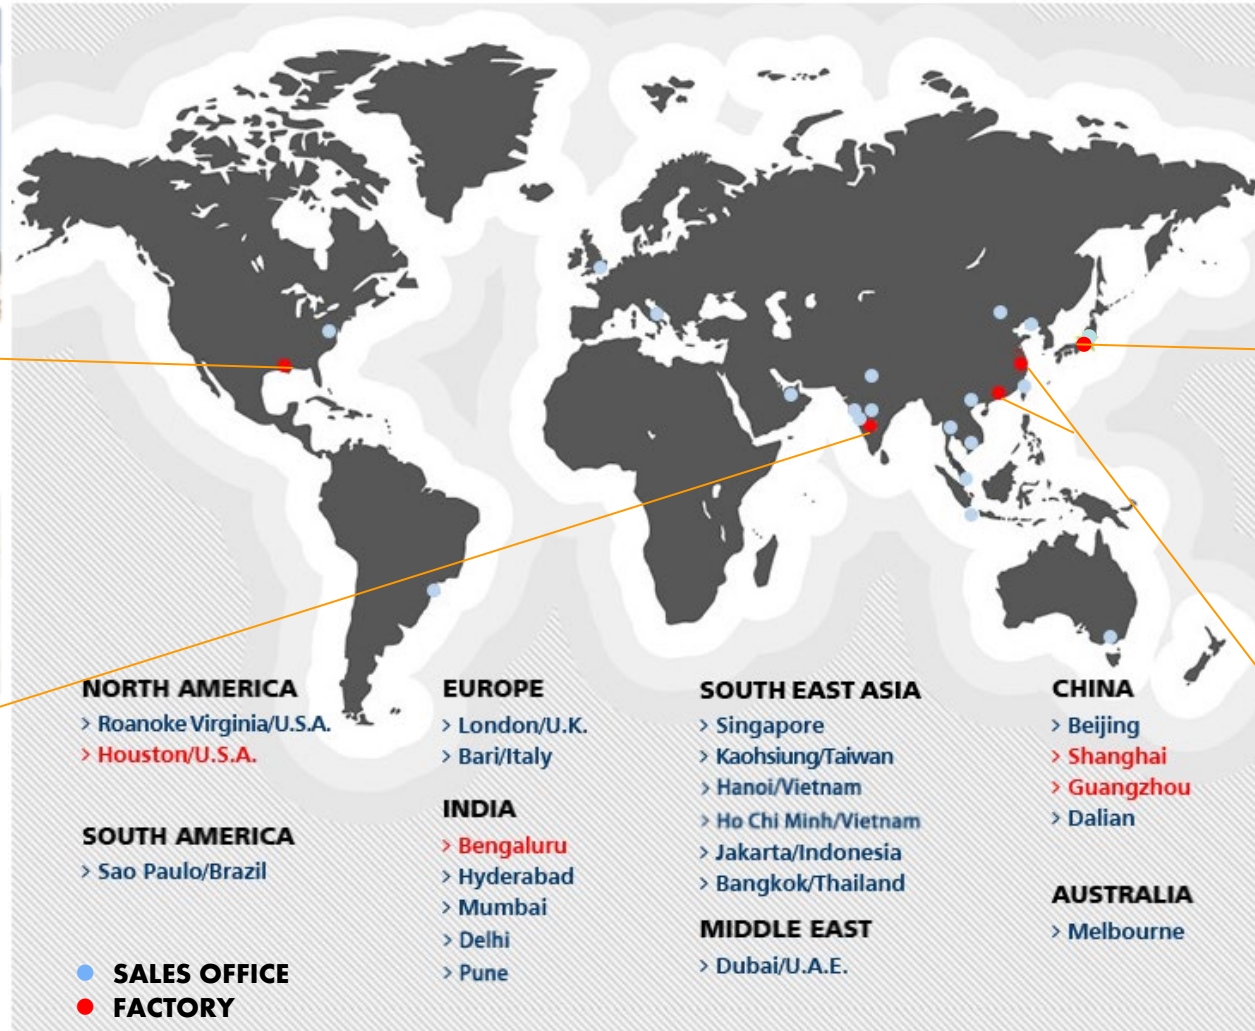 NORTH AMERICA
> Roanoke Virginia/U.S.A.
> Houston/U.S.A.
SOUTH AMERICA
> Sao Paulo/Brazil
EUROPE
> London/U.K.
> Bari/Italy
INDIA
> Bengaluru
> Hyderabad
> Mumbai
> Delhi
> Pune
SOUTH EAST ASIA
> Singapore
> Kaohsiung/Taiwan
> Hanoi/Vietnam
> Ho Chi Minh/Vietnam
> Jakarta/Indonesia
> Bangkok/Thailand
MIDDLE EAST
> Dubai/U.A.E.
CHINA
> Beijing
> Shanghai
> Guangzhou
> Dalian
AUSTRALIA
> Melbourne
SALES OFFICE
FACTORY